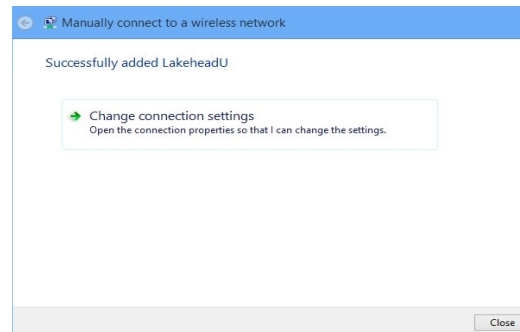 Manually connect to a wireless network
Successfully added LakeheadU
Change connection settings
Open the connection properties so that I can change the settings.
Close